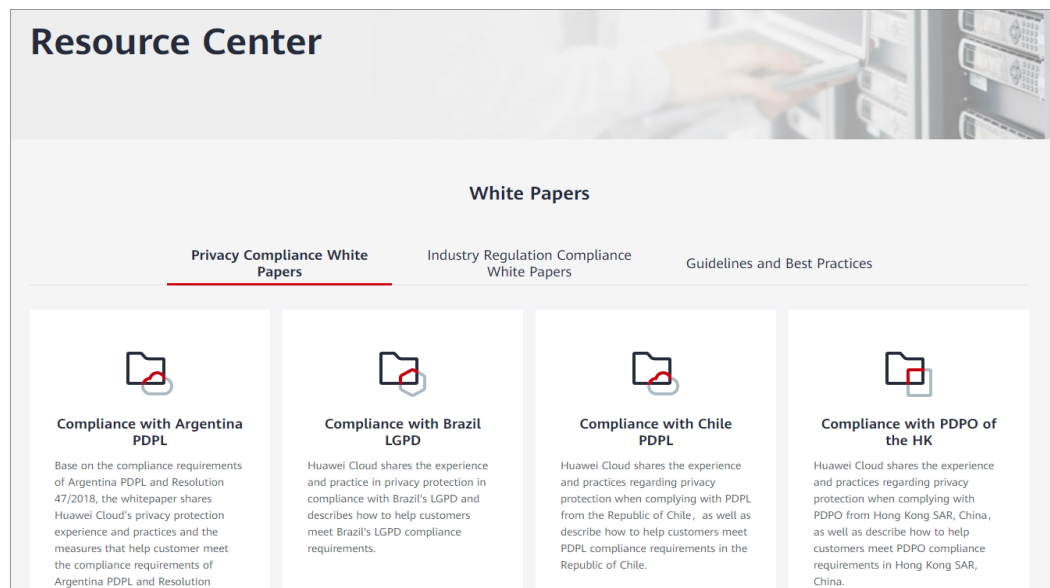 Resource Center
White Papers
Privacy Compliance White
Papers
Industry Regulation Compliance
White Papers
Guidelines and Best Practices
Compliance with Argentina
PDPL
Base on the compliance requirements
of Argentina PDPL and Resolution
47/2018, the whitepaper shares
Huawei Cloud's privacy protection
experience and practices and the
measures that help customer meet
the compliance requirements of
Argentina PDPL and Resolution
Compliance with Brazil
LGPD
Huawei Cloud shares the experience
and practice in privacy protection in
compliance with Brazil's LGPD and
describes how to help customers
meet Brazil's LGPD compliance
requirements.
Compliance with Chile
PDPL
Huawei Cloud shares the experience
and practices regarding privacy
protection when complying with PDPL
from the Republic of Chile，as well as
describe how to help customers meet
PDPL compliance requirements in the
Republic of Chile.
Compliance with PDPO of
the HK
Huawei Cloud shares the experience
and practices regarding privacy
protection when complying with
PDPO from Hong Kong SAR, China，
as well as describe how to help
customers meet PDPO compliance
requirements in Hong Kong SAR,
China.